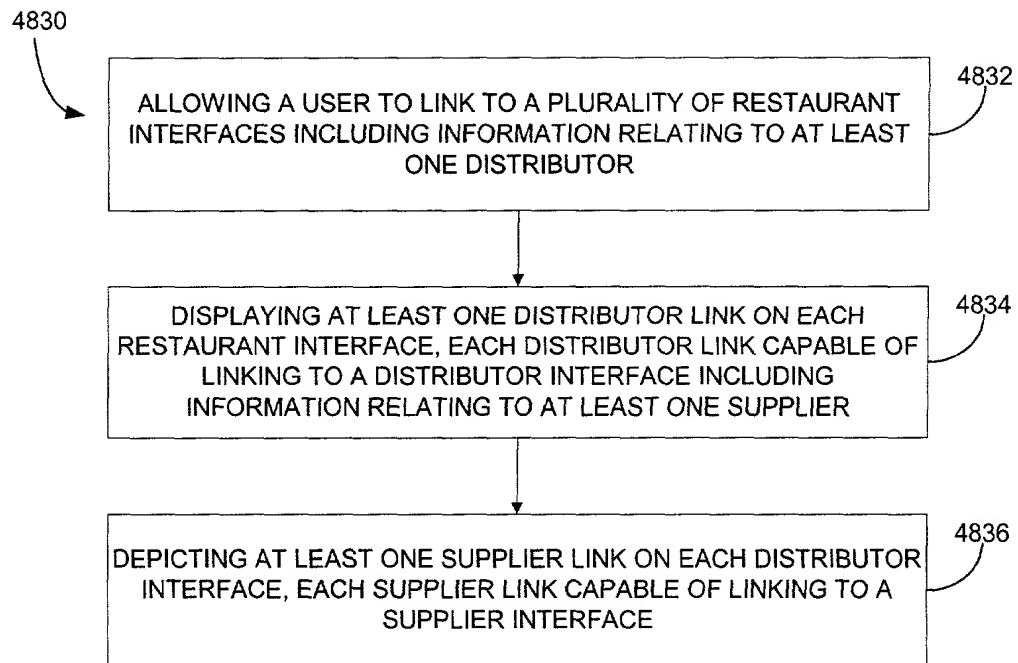 4830
4832
ALLOWING A USER TO LINK TO A PLURALITY OF RESTAURANT
INTERFACES INCLUDING INFORMATION RELATING TO AT LEAST
ONE DISTRIBUTOR
4834
DISPLAYING AT LEAST ONE DISTRIBUTOR LINK ON EACH
RESTAURANT INTERFACE, EACH DISTRIBUTOR LINK CAPABLE OF
LINKING TO A DISTRIBUTOR INTERFACE INCLUDING
INFORMATION RELATING TO AT LEAST ONE SUPPLIER
4836
DEPICTING AT LEAST ONE SUPPLIER LINK ON EACH DISTRIBUTOR
INTERFACE, EACH SUPPLIER LINK CAPABLE OF LINKING TO A
SUPPLIER INTERFACE